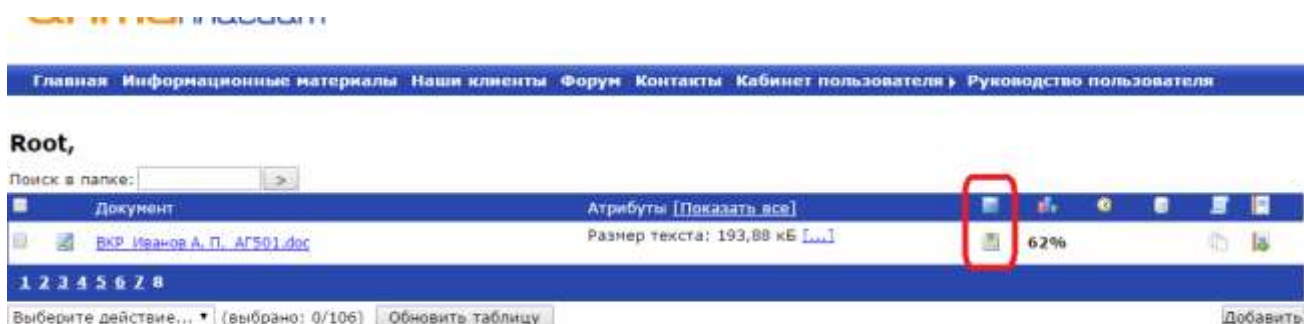 Главная Информационные материалы Наши клиенты Форум Контакты Кабинет пользователя Руководство пользователя
Root,
Поиск в папке: >
Документ Атрибуты [Показать все]
ВКР Иванов А. П. АГ501.doc Размер текста: 193,88 кБ [...] 62%
1 2 3 4 5 6 7 8
Выберите действие... (выбрано: 0/106) Обновить таблицу Добавить